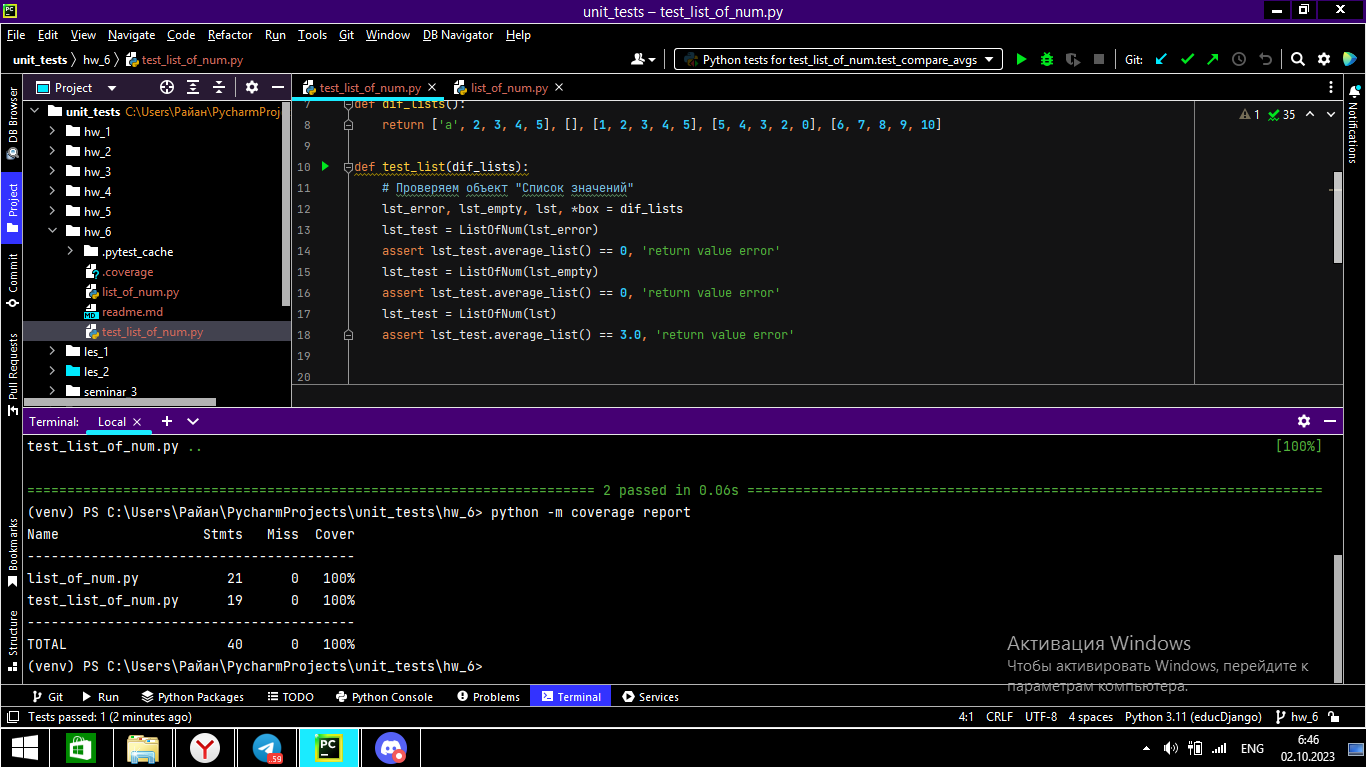 unit_tests – test_list_of_num.py
File Edit View Navigate Code Refactor Run Tools Git Window DB Navigator Help
unit_tests hw_6 test_list_of_num.py
Python tests for test_list_of_num.test_compare_avgs
Git:
DB Browser
Project
Commit
Pull Requests
Bookmarks
Structure
Project
unit_tests C:\Users\Райан\PycharmProj
hw_1
hw_2
hw_3
hw_4
hw_5
hw_6
.pytest_cache
.coverage
list_of_num.py
readme.md
test_list_of_num.py
les_1
les_2
seminar_3
test_list_of_num.py list_of_num.py
1 35
Notifications
7 def dif_lists():
8 return ['a', 2, 3, 4, 5], [], [1, 2, 3, 4, 5], [5, 4, 3, 2, 0], [6, 7, 8, 9, 10]
9
10 def test_list(dif_lists):
11 # Проверяем объект "Список значений"
12 lst_error, lst_empty, lst, *box = dif_lists
13 lst_test = ListOfNum(lst_error)
14 assert lst_test.average_list() == 0, 'return value error'
15 lst_test = ListOfNum(lst_empty)
16 assert lst_test.average_list() == 0, 'return value error'
17 lst_test = ListOfNum(lst)
18 assert lst_test.average_list() == 3.0, 'return value error'
19
20
Terminal: Local
test_list_of_num.py .. [100%]
======================================================================= 2 passed in 0.06s ========================================================================
(venv) PS C:\Users\Райан\PycharmProjects\unit_tests\hw_6> python -m coverage report
Name Stmts Miss Cover
-----------------------------------------
list_of_num.py 21 0 100%
test_list_of_num.py 19 0 100%
-----------------------------------------
TOTAL 40 0 100%
(venv) PS C:\Users\Райан\PycharmProjects\unit_tests\hw_6>
Активация Windows
Чтобы активировать Windows, перейдите к
параметрам компьютера.
Git Run Python Packages TODO Python Console Problems Terminal Services
Tests passed: 1 (2 minutes ago) 4:1 CRLF UTF-8 4 spaces Python 3.11 (educDjango) hw_6
PC
.59
ENG
6:46
02.10.2023